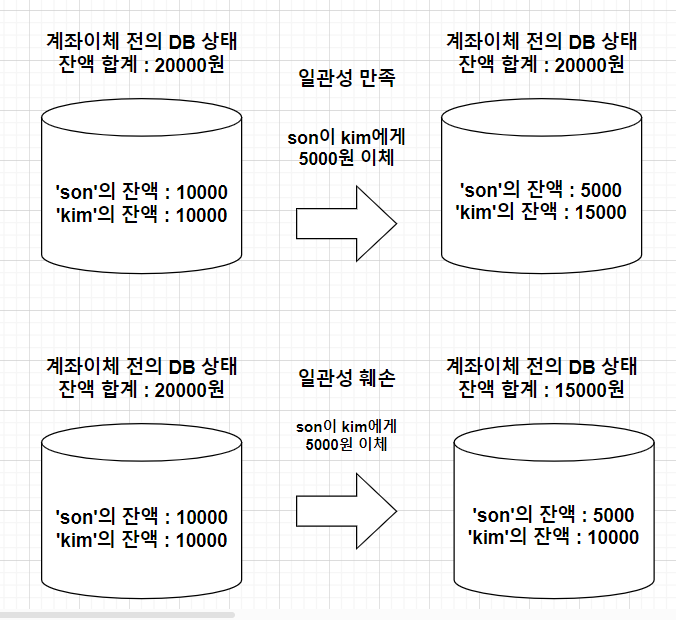 계좌이체 전의 DB 상태
잔액 합계 : 20000원
일관성 만족
son이 kim에게
5000원 이체
계좌이체 전의 DB 상태
잔액 합계 : 20000원
'son'의 잔액 : 10000
'kim'의 잔액 : 10000
'son'의 잔액 : 5000
'kim'의 잔액 : 15000
계좌이체 전의 DB 상태
잔액 합계 : 20000원
일관성 훼손
son이 kim에게
5000원 이체
계좌이체 전의 DB 상태
잔액 합계 : 15000원
'son'의 잔액 : 10000
'kim'의 잔액 : 10000
'son'의 잔액 : 5000
'kim'의 잔액 : 10000